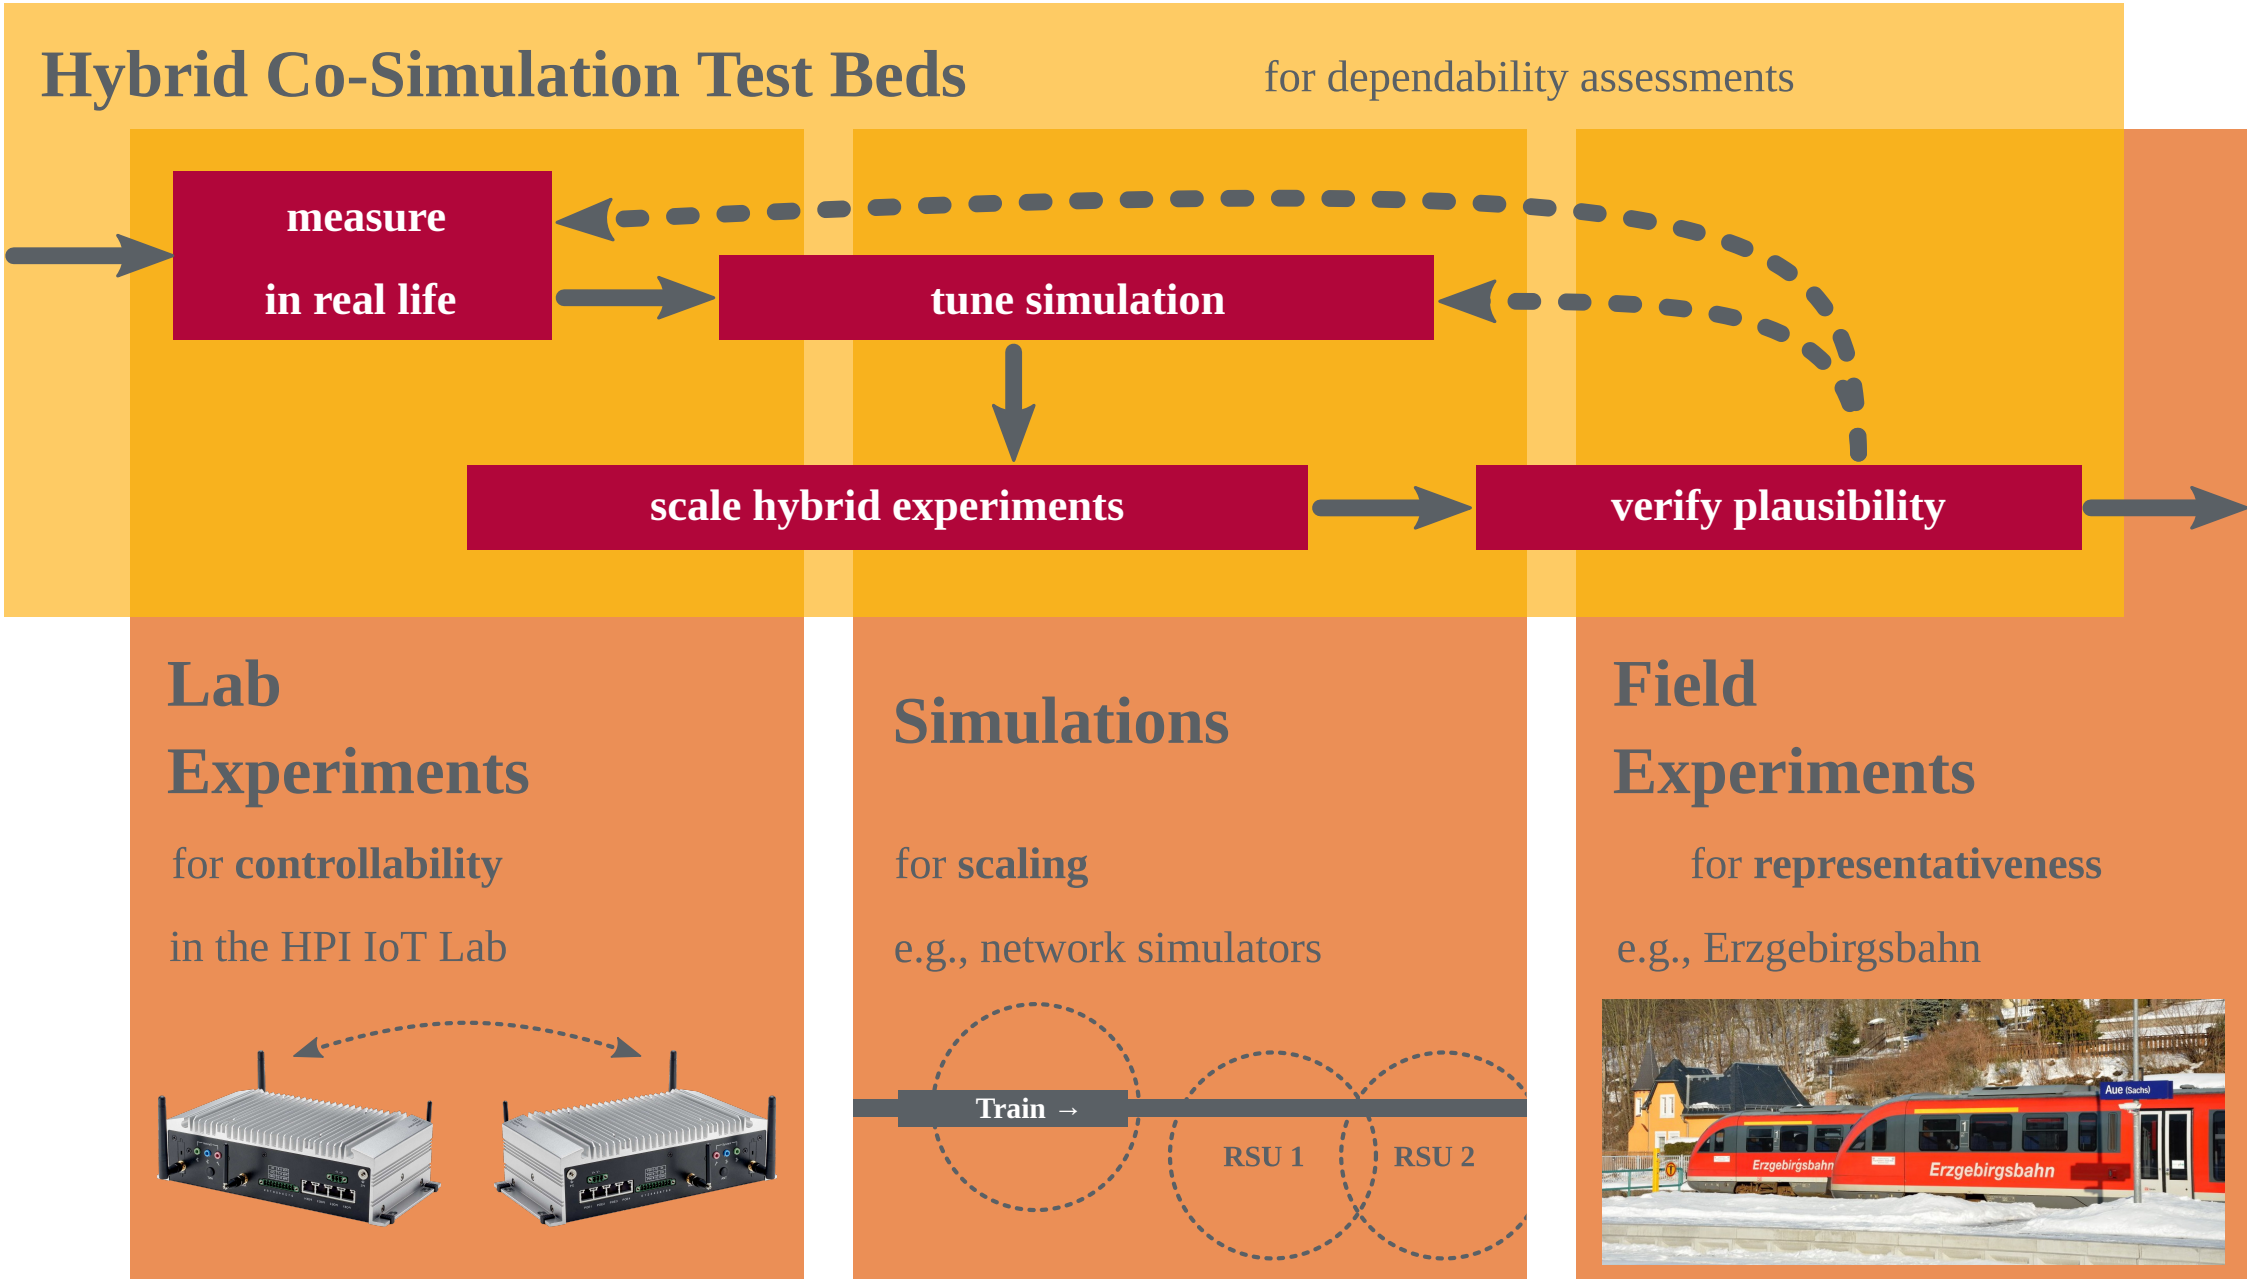 Hybrid Co-Simulation Test Beds
for dependability assessments
measure
in real life
tune simulation
scale hybrid experiments
verify plausibility
Lab
Experiments
for controllability
in the HPI IoT Lab
Simulations
for scaling
e.g., network simulators
Train →
RSU 1
RSU 2
Field
Experiments
for representativeness
e.g., Erzgebirgsbahn
Aue (Sachs)
1
1
Erzgebirgsbahn
Erzgebirgsbahn